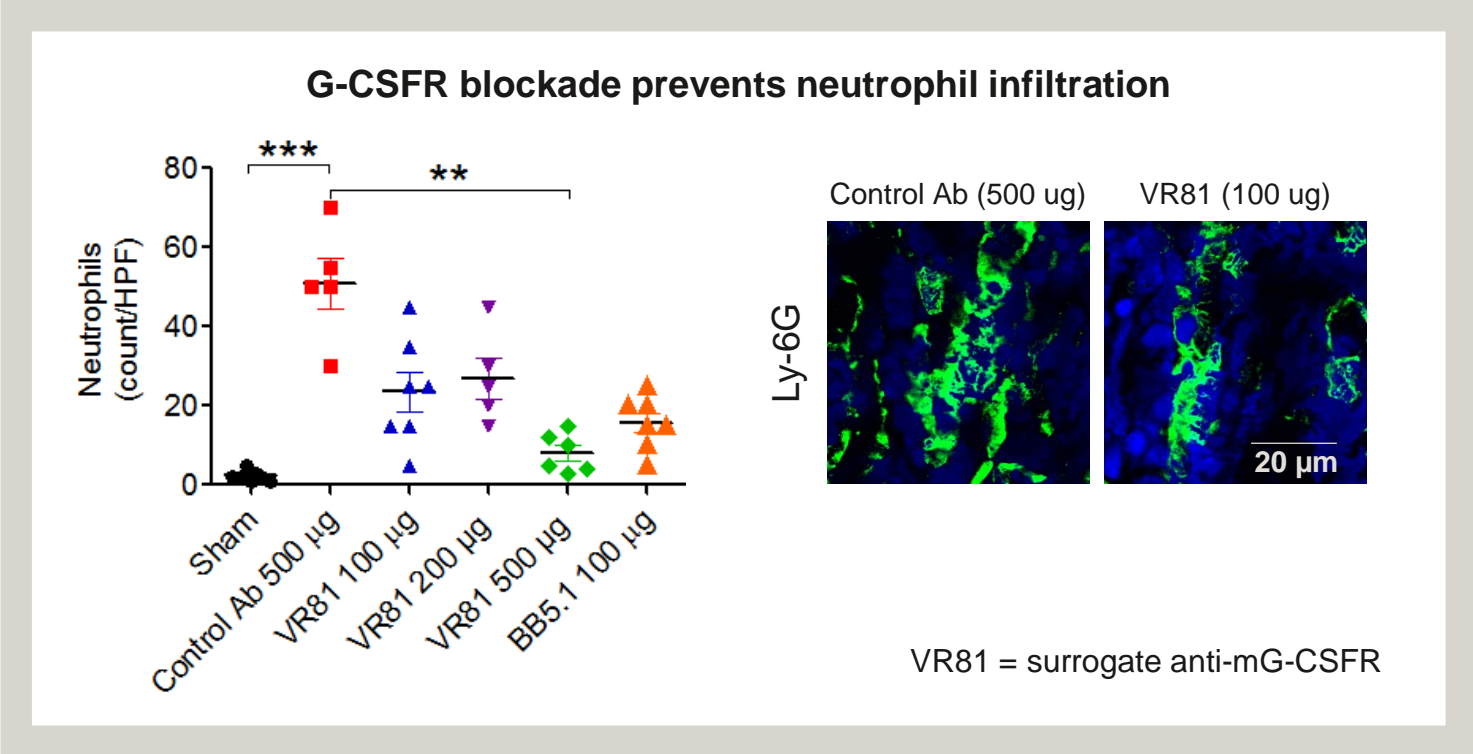 G-CSFR blockade prevents neutrophil infiltration
Neutrophils
(count/HPF)
80
60
40
20
0
***
**
Sham
Control Ab 500 µg
VR81 100 µg
VR81 200 µg
VR81 500 µg
BB5.1 100 µg
Control Ab (500 ug)
VR81 (100 ug)
Ly-6G
20 µm
VR81 = surrogate anti-mG-CSFR